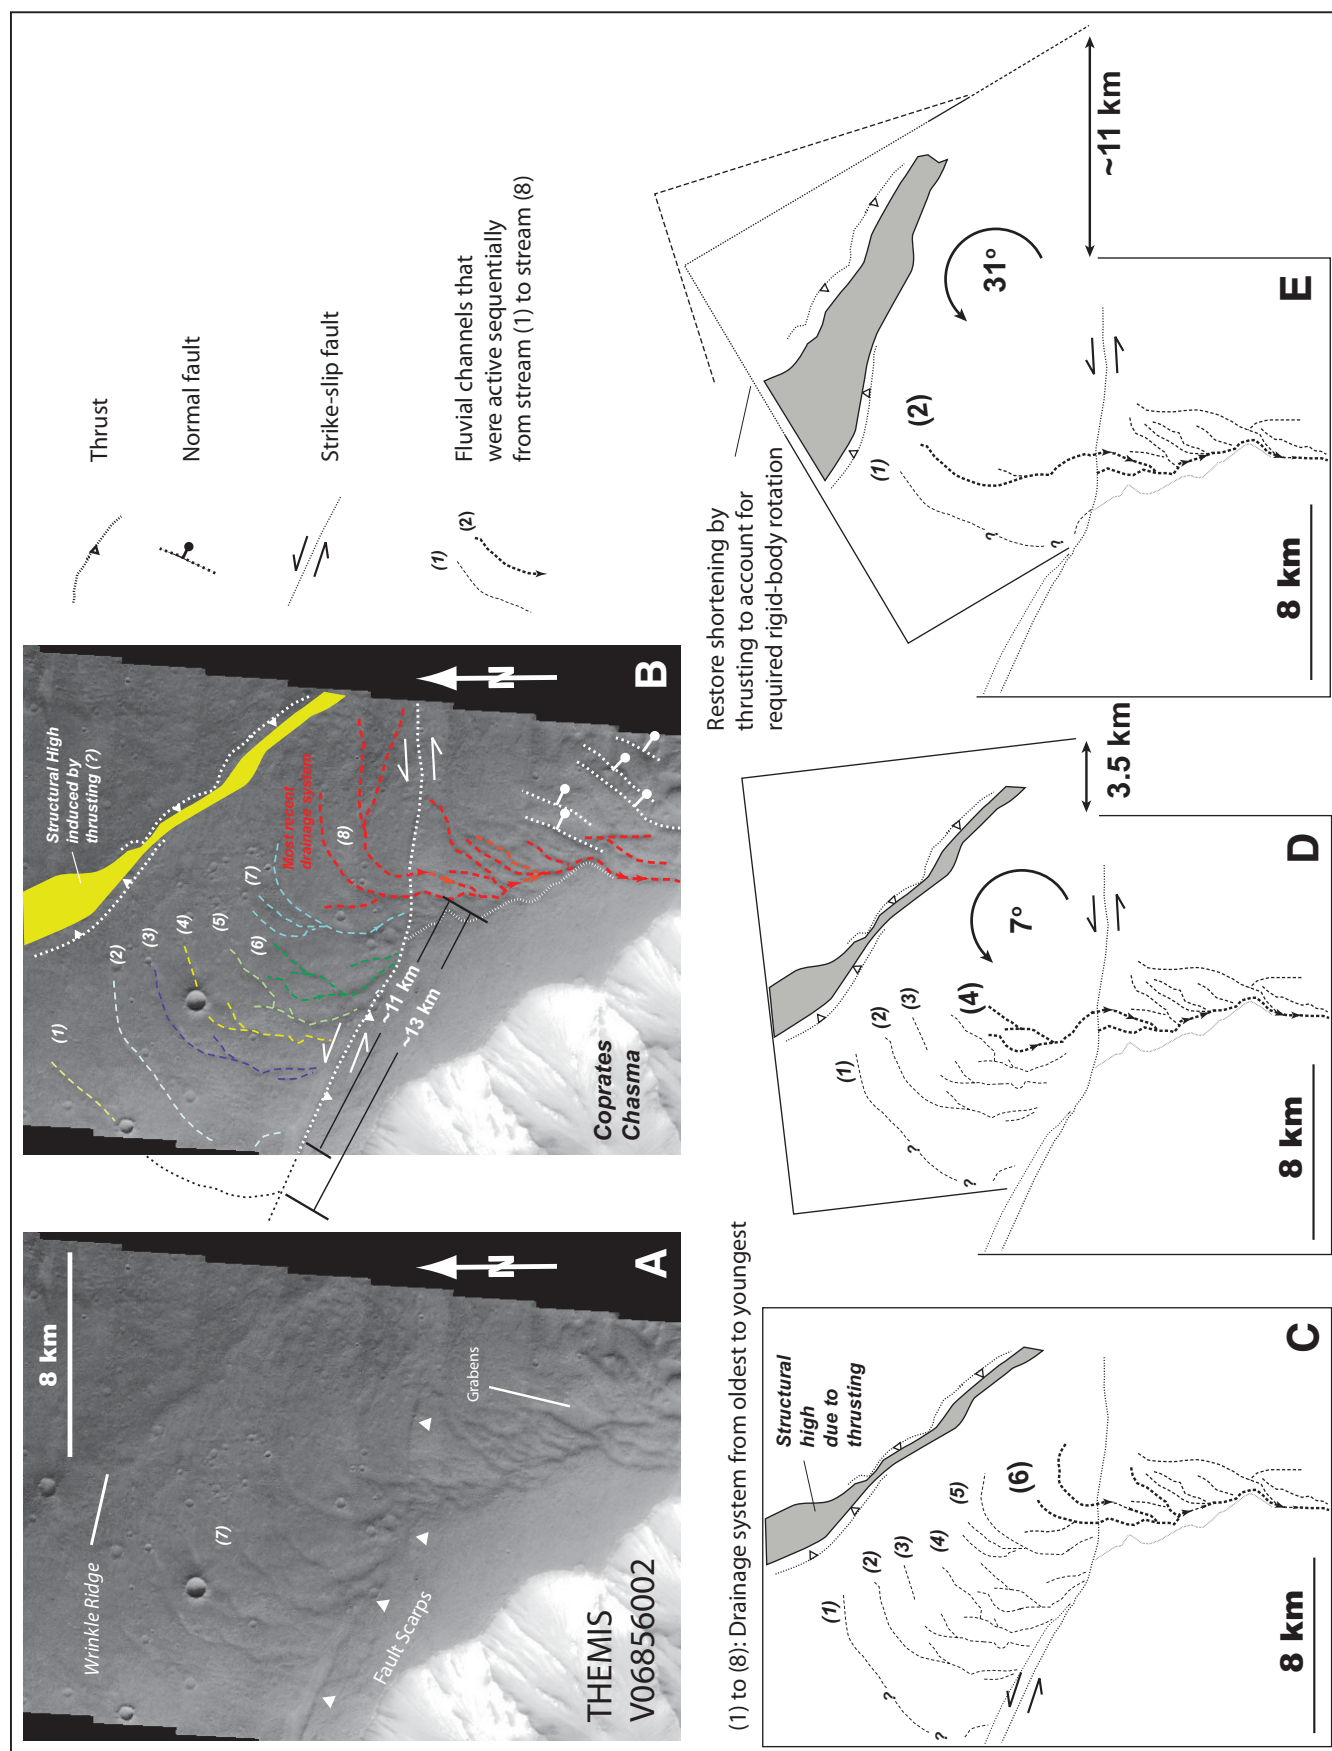 8 km
Wrinkle Ridge
(7)
Fault Scarps
Grabens
THEMIS
V06856002
N
A
Structural High
induced by
thrusting (?)
(1)
(2)
(3)
(4)
(5)
(6)
(7)
Most recent
drainage system
(8)
~11 km
~13 km
Coprates
Chasma
N
B
Thrust
Normal fault
Strike-slip fault
(1)
(2)
Fluvial channels that
were active sequentially
from stream (1) to stream (8)
(1) to (8): Drainage system from oldest to youngest
Structural
high
due to
thrusting
(1)
(2)
(3)
(4)
(5)
(6)
?
?
8 km
C
(1)
(2)
(3)
(4)
?
?
7°
3.5 km
8 km
D
Restore shortening by
thrusting to account for
required rigid-body rotation
(1)
(2)
?
?
31°
~11 km
8 km
E